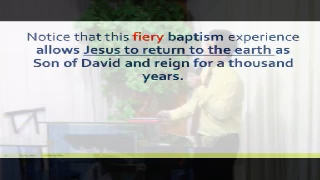 Notice that this fiery baptism experience
allows Jesus to return to the earth as
Son of David and reign for a thousand
years.